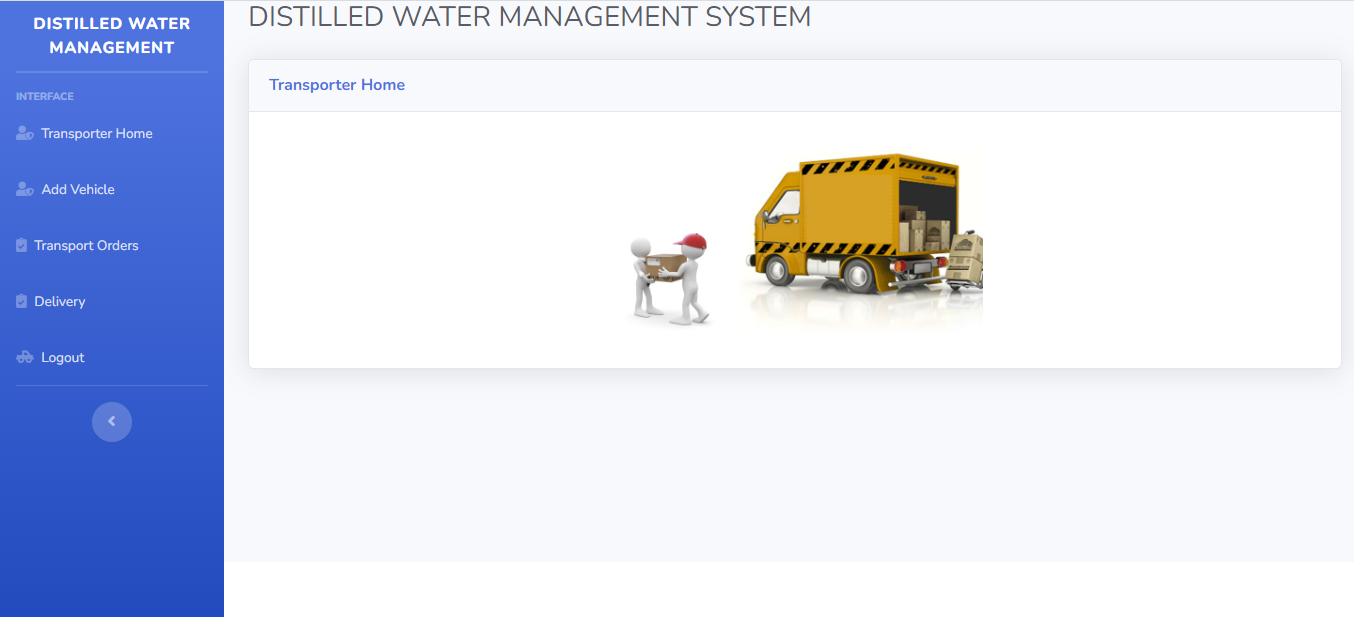 DISTILLED WATER
MANAGEMENT
INTERFACE
Transporter Home
Add Vehicle
Transport Orders
Delivery
Logout
DISTILLED WATER MANAGEMENT SYSTEM
Transporter Home